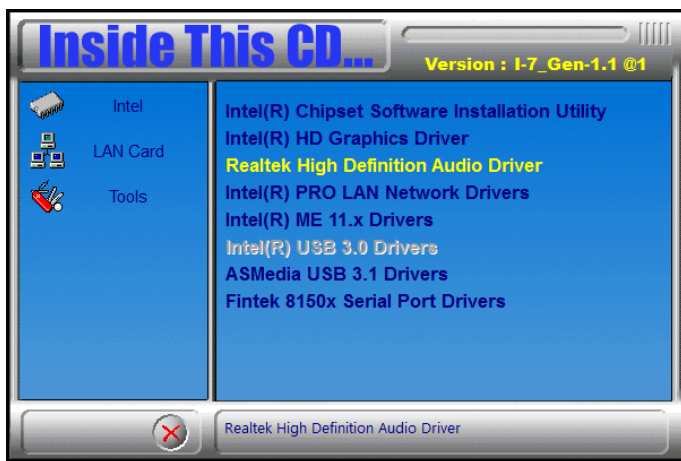 Inside This CD...
Version : I-7_Gen-1.1 @1
Intel
LAN Card
Tools
Intel(R) Chipset Software Installation Utility
Intel(R) HD Graphics Driver
Realtek High Definition Audio Driver
Intel(R) PRO LAN Network Drivers
Intel(R) ME 11.x Drivers
Intel(R) USB 3.0 Drivers
ASMedia USB 3.1 Drivers
Fintek 8150x Serial Port Drivers
Realtek High Definition Audio Driver